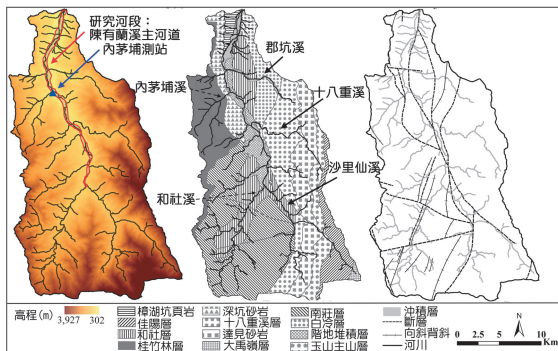 研究河段：
陳有蘭溪主河道
內茅埔測站
內茅埔溪
郡坑溪
十八重溪
沙里仙溪
和社溪
高程(m)
3,927 302
樟湖坑頁岩
佳陽層
和社層
桂竹林層
深坑砂岩
十八重溪層
達見砂岩
大禹嶺層
南莊層
白冷層
階地堆積層
玉山主山層
沖積層
斷層
向斜背斜
河川
N
0 2.5 5 10
Km